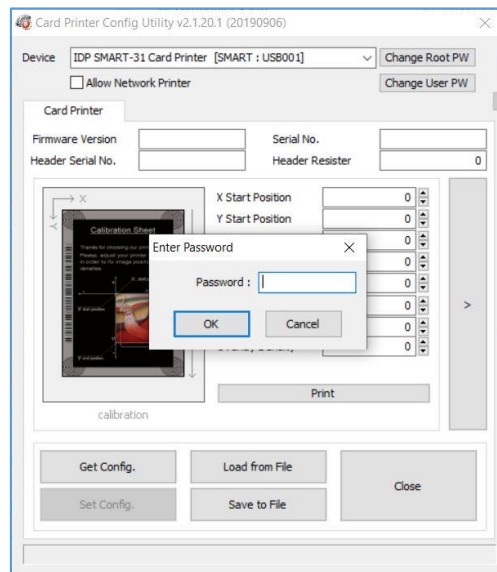 Card Printer Config Utility v2.1.20.1 (20190906)
Device IDP SMART-31 Card Printer [SMART : USB001] Change Root PW
Allow Network Printer Change User PW
Card Printer
Firmware Version Serial No.
Header Serial No. Header Resister 0
X X Start Position 0
Y Y Start Position 0
Calibration Sheet
Enter Password
0
0
Password :
0
0
OK Cancel
0
0
Print
>
calibration
Get Config. Load from File
Close
Set Config. Save to File